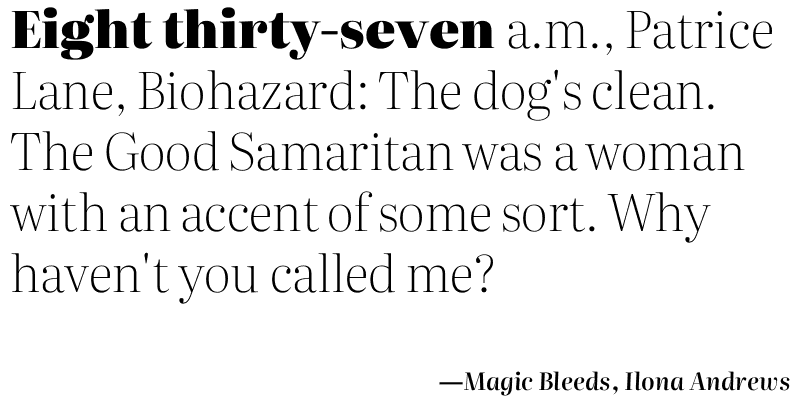 Eight thirty-seven a.m., Patrice
Lane, Biohazard: The dog's clean.
The Good Samaritan was a woman
with an accent of some sort. Why
haven't you called me?
—Magic Bleeds, Ilona Andrews